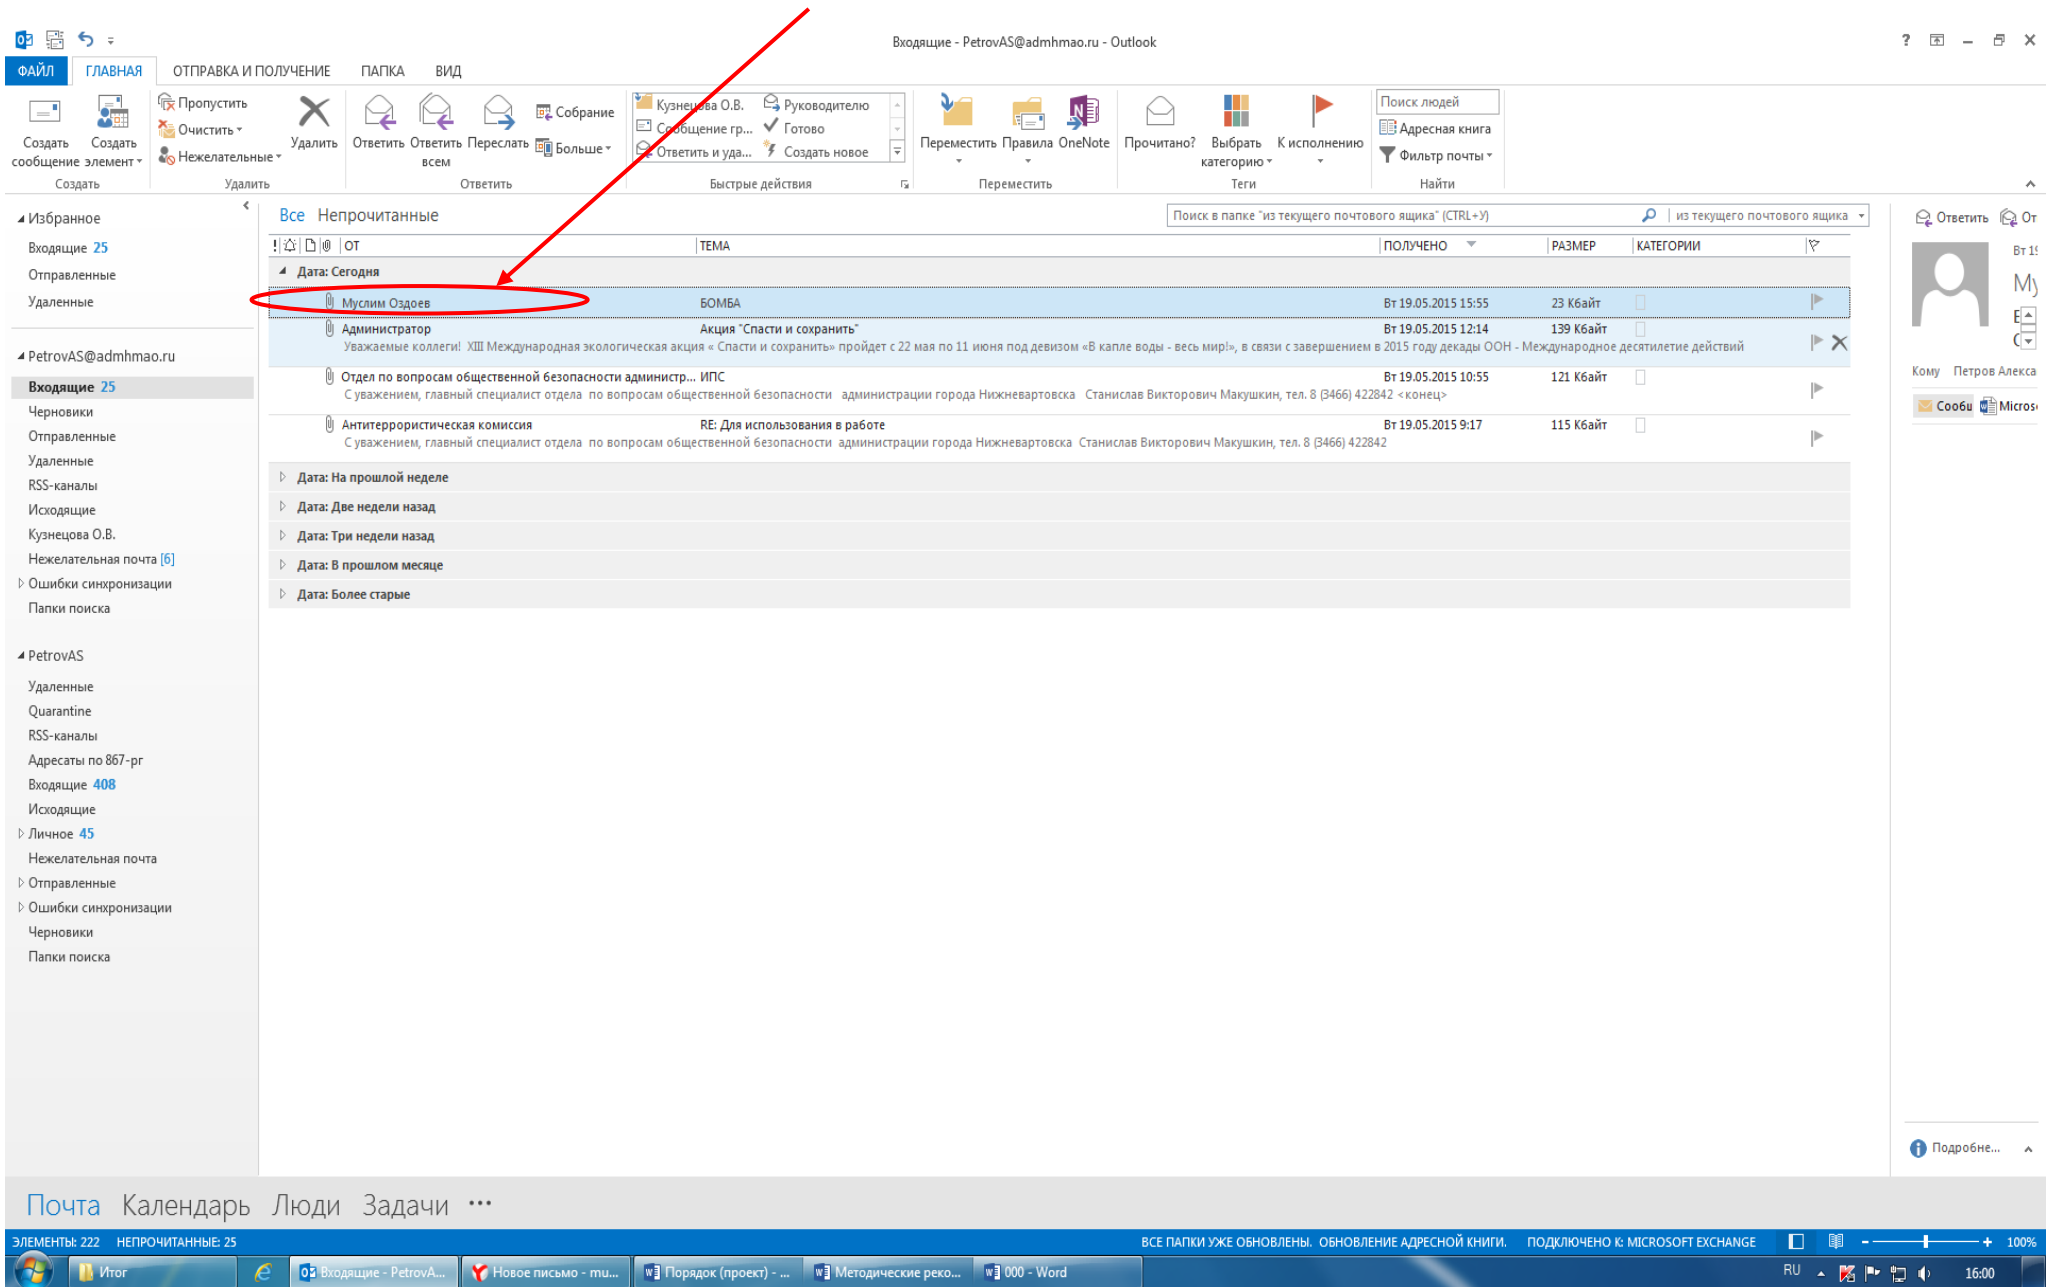 Входящие - PetrovAS@admhmao.ru - Outlook
ФАЙЛ ГЛАВНАЯ ОТПРАВКА И ПОЛУЧЕНИЕ ПАПКА ВИД
Создать сообщение
Создать элемент
Создать
Пропустить
Очистить
Нежелательные
Удалить
Удалить
Ответить
Ответить всем
Переслать
Собрание
Больше
Ответить
Кузнецова О.В.
Сообщение гр...
Ответить и уда...
Руководителю
Готово
Создать новое
Быстрые действия
Переместить
Правила
OneNote
Переместить
Прочитано?
Выбрать категорию
К исполнению
Теги
Поиск людей
Адресная книга
Фильтр почты
Найти
Избранное
Входящие 25
Отправленные
Удаленные
PetrovAS@admhmao.ru
Входящие 25
Черновики
Отправленные
Удаленные
RSS-каналы
Исходящие
Кузнецова О.В.
Нежелательная почта [6]
Ошибки синхронизации
Папки поиска
PetrovAS
Удаленные
Quarantine
RSS-каналы
Адресаты по 867-рг
Входящие 408
Исходящие
Личное 45
Нежелательная почта
Отправленные
Ошибки синхронизации
Черновики
Папки поиска
Все Непрочитанные
Поиск в папке "из текущего почтового ящика" (CTRL+У) из текущего почтового ящика
ОТ ТЕМА ПОЛУЧЕНО РАЗМЕР КАТЕГОРИИ
Дата: Сегодня
Муслим Оздоев БОМБА Вт 19.05.2015 15:55 23 Кбайт
Администратор Акция "Спасти и сохранить" Вт 19.05.2015 12:14 139 Кбайт
Уважаемые коллеги! XIII Международная экологическая акция « Спасти и сохранить» пройдет с 22 мая по 11 июня под девизом «В капле воды - весь мир!», в связи с завершением в 2015 году декады ООН - Международное десятилетие действий
Отдел по вопросам общественной безопасности администр... ИПС Вт 19.05.2015 10:55 121 Кбайт
С уважением, главный специалист отдела по вопросам общественной безопасности администрации города Нижневартовска Станислав Викторович Макушкин, тел. 8 (3466) 422842 <конец>
Антитеррористическая комиссия RE: Для использования в работе Вт 19.05.2015 9:17 115 Кбайт
С уважением, главный специалист отдела по вопросам общественной безопасности администрации города Нижневартовска Станислав Викторович Макушкин, тел. 8 (3466) 422842
Дата: На прошлой неделе
Дата: Две недели назад
Дата: Три недели назад
Дата: В прошлом месяце
Дата: Более старые
Ответить От
Вт 19
Му
Кому Петров Алекса
Сообщ Microso
Подробне...
Почта Календарь Люди Задачи ...
ЭЛЕМЕНТЫ: 222 НЕПРОЧИТАННЫЕ: 25 ВСЕ ПАПКИ УЖЕ ОБНОВЛЕНЫ. ОБНОВЛЕНИЕ АДРЕСНОЙ КНИГИ. ПОДКЛЮЧЕНО К: MICROSOFT EXCHANGE 100%
Итог Входящие - PetrovA... Новое письмо - mu... Порядок (проект) - ... Методические реко... 000 - Word RU 16:00